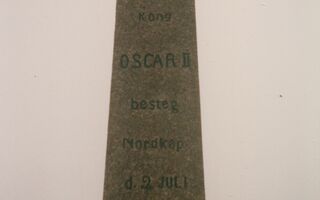 Kong
OSCAR II
besteg
Nordkap
d. 2 JULI